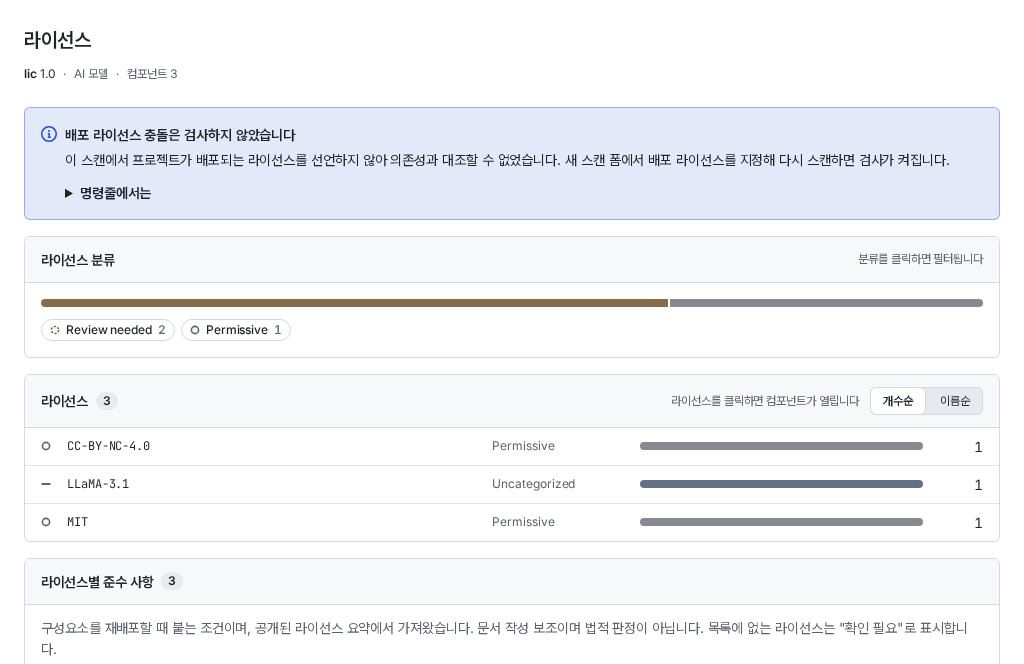 라이선스
lic 1.0 · AI 모델 · 컴포넌트 3
배포 라이선스 충돌은 검사하지 않았습니다
이 스캔에서 프로젝트가 배포되는 라이선스를 선언하지 않아 의존성과 대조할 수 없었습니다. 새 스캔 폼에서 배포 라이선스를 지정해 다시 스캔하면 검사가 켜집니다.
▶ 명령줄에서는
라이선스 분류
분류를 클릭하면 필터됩니다
Review needed 2
Permissive 1
라이선스 3
라이선스를 클릭하면 컴포넌트가 열립니다
개수순
이름순
CC-BY-NC-4.0 Permissive 1
LLaMA-3.1 Uncategorized 1
MIT Permissive 1
라이선스별 준수 사항 3
구성요소를 재배포할 때 붙는 조건이며, 공개된 라이선스 요약에서 가져왔습니다. 문서 작성 보조이며 법적 판정이 아닙니다. 목록에 없는 라이선스는 "확인 필요"로 표시합니
다.